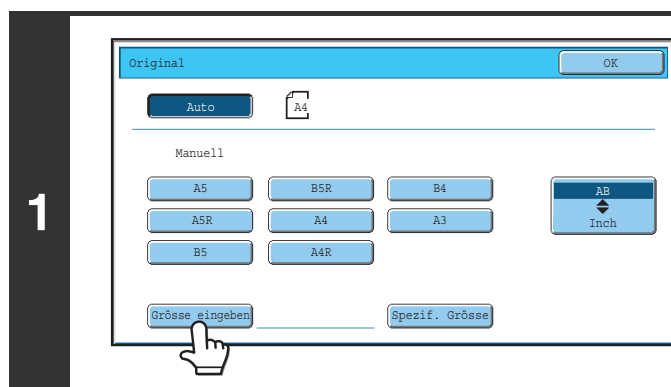 1
Original OK
Auto A4
Manuell
A5 B5R B4 AB
A5R A4 A3 Inch
B5 A4R
Grösse eingeben Spezif. Grösse